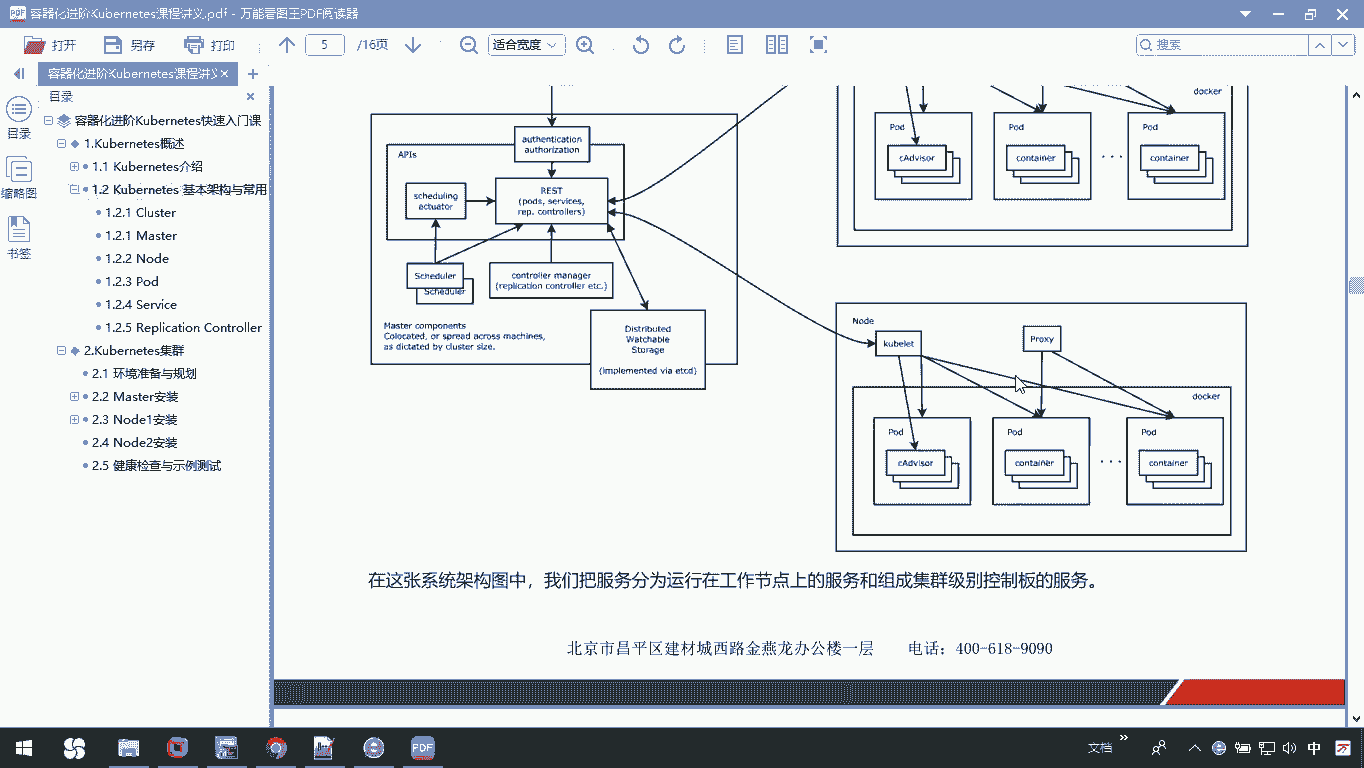 容器化进阶Kubernetes课程讲义.pdf - 万能看图王PDF阅读器
打开 另存 打印 5 /16页 适合宽度 搜索
容器化进阶Kubernetes课程讲义
目录
目录
缩略图
书签
容器化进阶Kubernetes快速入门课
1.Kubernetes概述
1.1 Kubernetes介绍
1.2 Kubernetes 基本架构与常用
1.2.1 Cluster
1.2.1 Master
1.2.2 Node
1.2.3 Pod
1.2.4 Service
1.2.5 Replication Controller
2.Kubernetes集群
2.1 环境准备与规划
2.2 Master安装
2.3 Node1安装
2.4 Node2安装
2.5 健康检查与示例测试
authentication
authorization
APIs
scheduling
actuator
REST
(pods, services,
rep. controllers)
Scheduler
Scheduler
controller manager
(replication controller etc.)
Master components
Colocated, or spread across machines,
as dictated by cluster size.
Distributed
Watchable
Storage
(implemented via etcd)
docker
Pod
cAdvisor
Pod
container
· · ·
Pod
container
Node
kubelet
Proxy
docker
Pod
cAdvisor
Pod
container
· · ·
Pod
container
在这张系统架构图中，我们把服务分为运行在工作节点上的服务和组成集群级别控制板的服务。
北京市昌平区建材城西路金燕龙办公楼一层 电话：400-618-9090
PDF
文档
中